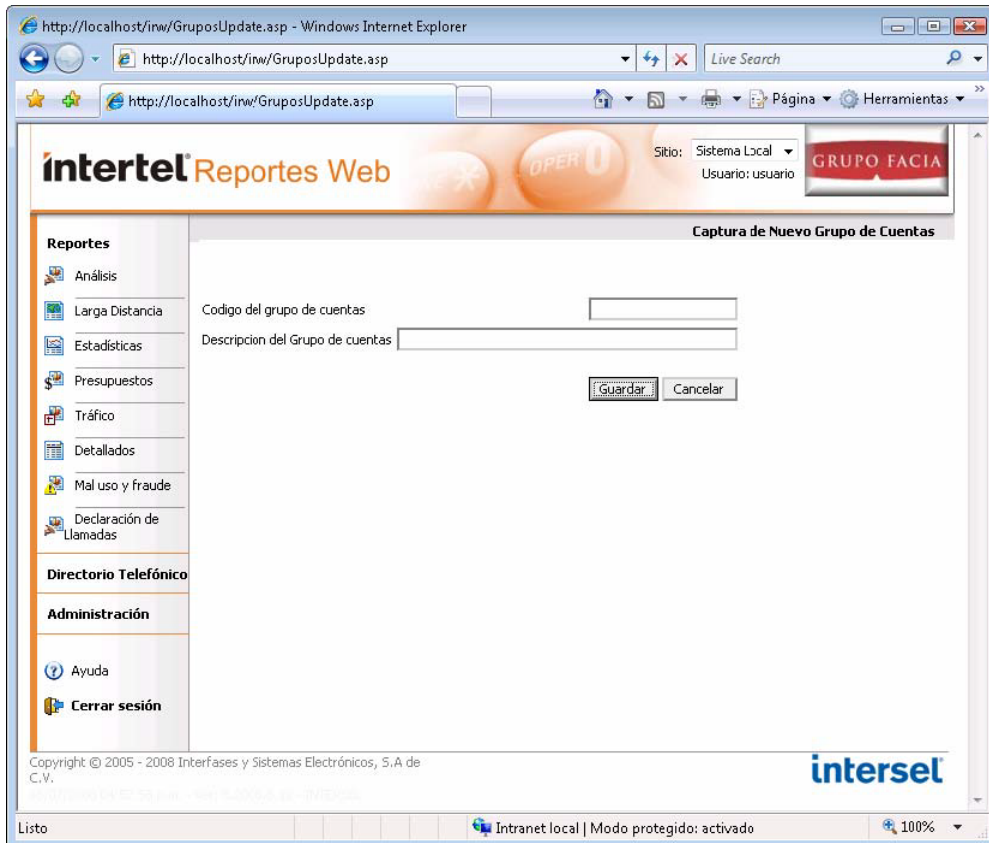 http://localhost/irw/GruposUpdate.asp - Windows Internet Explorer
http://localhost/irw/GruposUpdate.asp
Live Search
http://localhost/irw/GruposUpdate.asp
Página
Herramientas
íntertel Reportes Web
OPER 0
Sitio: Sistema Local
Usuario: usuario
GRUPO FACIA
Captura de Nuevo Grupo de Cuentas
Reportes
Análisis
Larga Distancia
Estadísticas
Presupuestos
Tráfico
Detallados
Mal uso y fraude
Declaración de
Llamadas
Directorio Telefónico
Administración
Ayuda
Cerrar sesión
Codigo del grupo de cuentas
Descripcion del Grupo de cuentas
Guardar
Cancelar
Copyright © 2005 - 2008 Interfases y Sistemas Electrónicos, S.A de
C.V.
intersel
Listo
Intranet local | Modo protegido: activado
100%